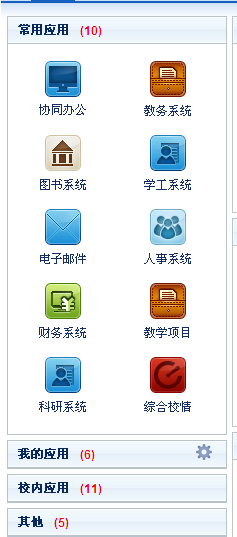 常用应用 (10)
协同办公 教务系统
图书系统 学工系统
电子邮件 人事系统
财务系统 教学项目
科研系统 综合校情
我的应用 (6)
校内应用 (11)
其他 (5)